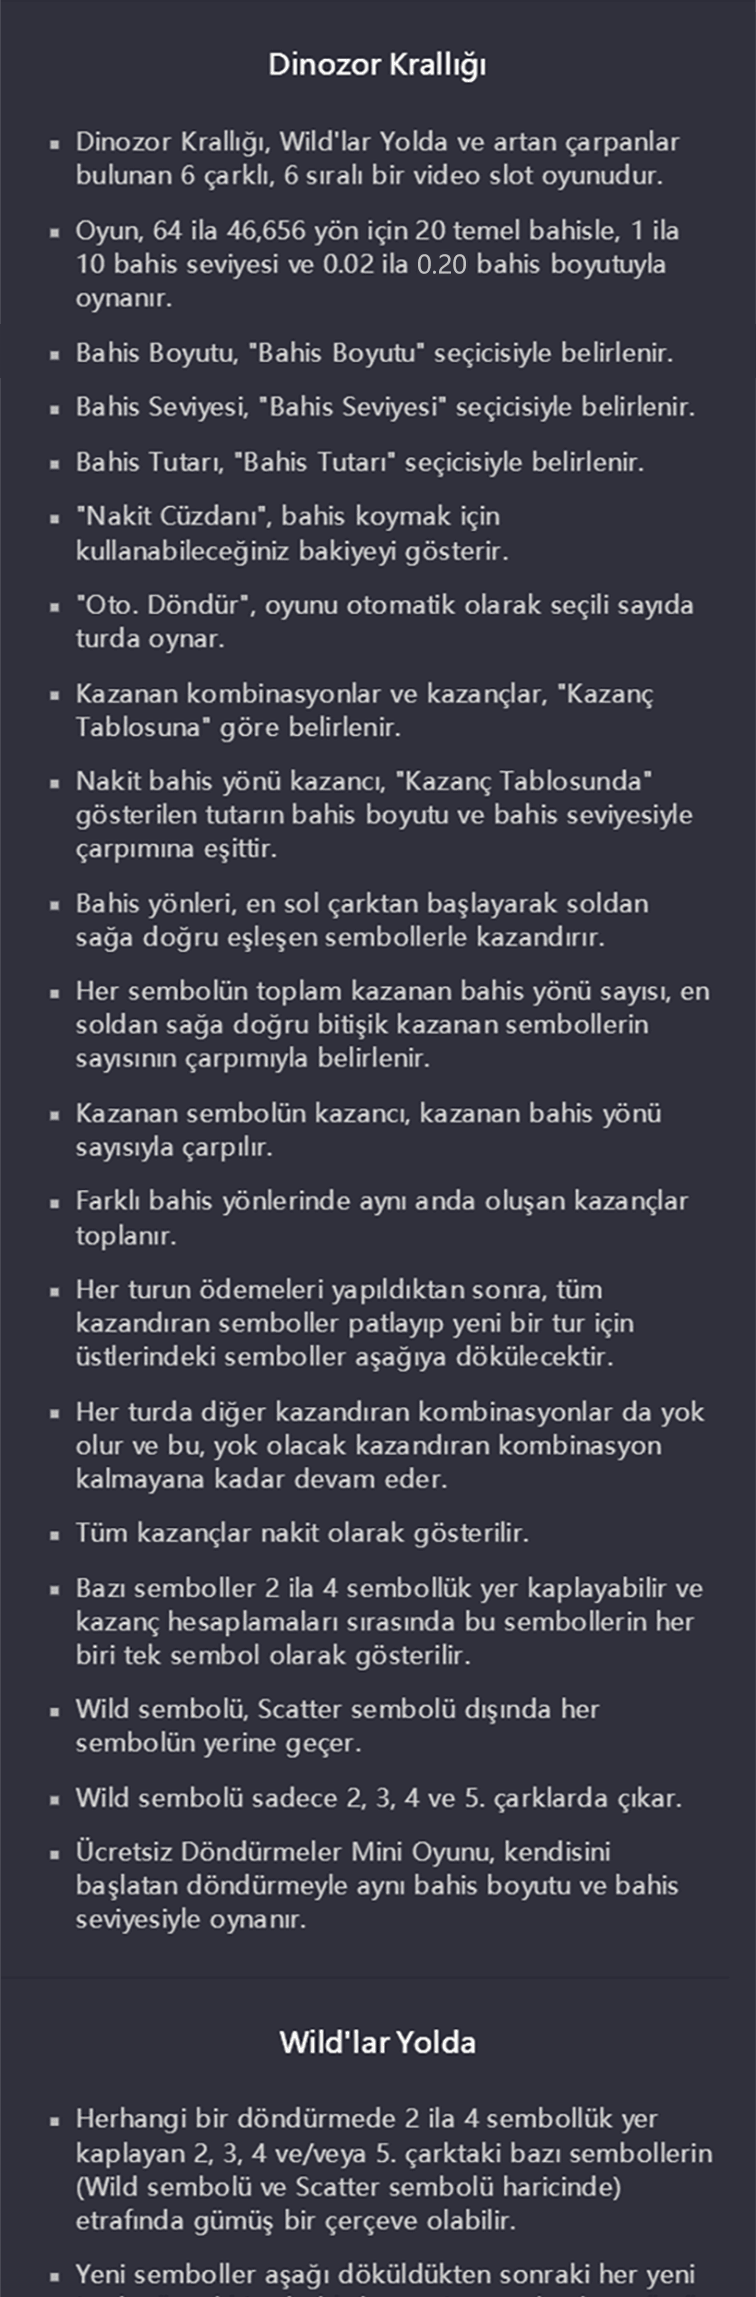 Dinozor Krallığı
▪ Dinozor Krallığı, Wild'lar Yolda ve artan çarpanlar
bulunan 6 çarklı, 6 sıralı bir video slot oyunudur.
▪ Oyun, 64 ila 46,656 yön için 20 temel bahisle, 1 ila
10 bahis seviyesi ve 0.02 ila 0.20 bahis boyutuyla
oynanır.
▪ Bahis Boyutu, "Bahis Boyutu" seçicisiyle belirlenir.
▪ Bahis Seviyesi, "Bahis Seviyesi" seçicisiyle belirlenir.
▪ Bahis Tutarı, "Bahis Tutarı" seçicisiyle belirlenir.
▪ "Nakit Cüzdanı", bahis koymak için
kullanabileceğiniz bakiyeyi gösterir.
▪ "Oto. Döndür", oyunu otomatik olarak seçili sayıda
turda oynar.
▪ Kazanan kombinasyonlar ve kazançlar, "Kazanç
Tablosuna" göre belirlenir.
▪ Nakit bahis yönü kazancı, "Kazanç Tablosunda"
gösterilen tutarın bahis boyutu ve bahis seviyesiyle
çarpımına eşittir.
▪ Bahis yönleri, en sol çarktan başlayarak soldan
sağa doğru eşleşen sembollerle kazandırır.
▪ Her sembolün toplam kazanan bahis yönü sayısı, en
soldan sağa doğru bitişik kazanan sembollerin
sayısının çarpımıyla belirlenir.
▪ Kazanan sembolün kazancı, kazanan bahis yönü
sayısıyla çarpılır.
▪ Farklı bahis yönlerinde aynı anda oluşan kazançlar
toplanır.
▪ Her turun ödemeleri yapıldıktan sonra, tüm
kazandıran semboller patlayıp yeni bir tur için
üstlerindeki semboller aşağıya dökülecektir.
▪ Her turda diğer kazandıran kombinasyonlar da yok
olur ve bu, yok olacak kazandıran kombinasyon
kalmayana kadar devam eder.
▪ Tüm kazançlar nakit olarak gösterilir.
▪ Bazı semboller 2 ila 4 sembollük yer kaplayabilir ve
kazanç hesaplamaları sırasında bu sembollerin her
biri tek sembol olarak gösterilir.
▪ Wild sembolü, Scatter sembolü dışında her
sembolün yerine geçer.
▪ Wild sembolü sadece 2, 3, 4 ve 5. çarklarda çıkar.
▪ Ücretsiz Döndürmeler Mini Oyunu, kendisini
başlatan döndürmeyle aynı bahis boyutu ve bahis
seviyesiyle oynanır.
Wild'lar Yolda
▪ Herhangi bir döndürmede 2 ila 4 sembollük yer
kaplayan 2, 3, 4 ve/veya 5. çarktaki bazı sembollerin
(Wild sembolü ve Scatter sembolü haricinde)
etrafında gümüş bir çerçeve olabilir.
▪ Yeni semboller aşağı döküldükten sonraki her yeni